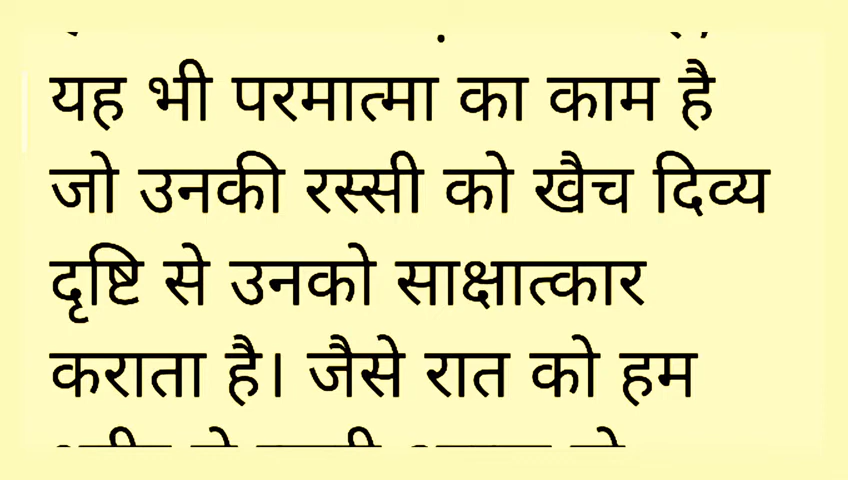 यह भी परमात्मा का काम है
जो उनकी रस्सी को खैच दिव्य
दृष्टि से उनको साक्षात्कार
कराता है। जैसे रात को हम